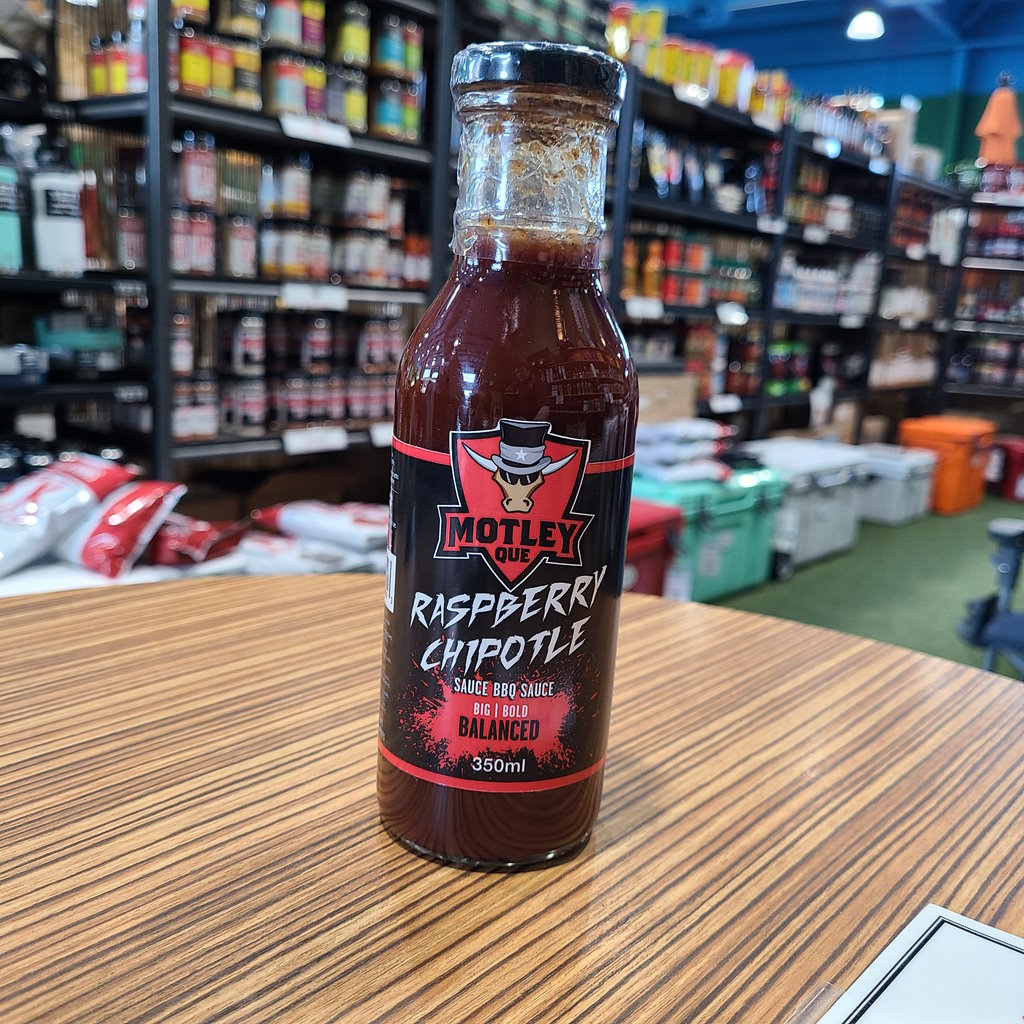 MOTLEY
QUE
RASPBERRY
CHIPOTLE
SAUCE BBQ SAUCE
BIG | BOLD
BALANCED
350ml